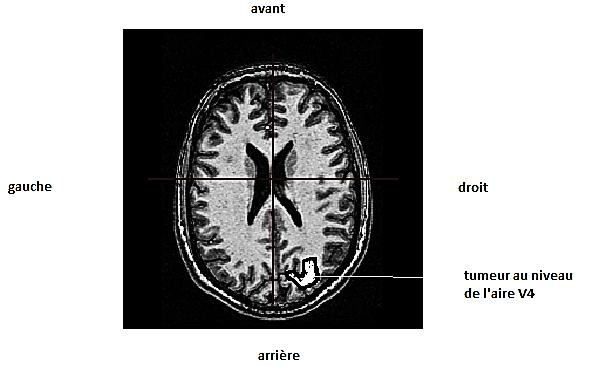 avant
gauche
droit
tumeur au niveau
de l'aire V4
arrière